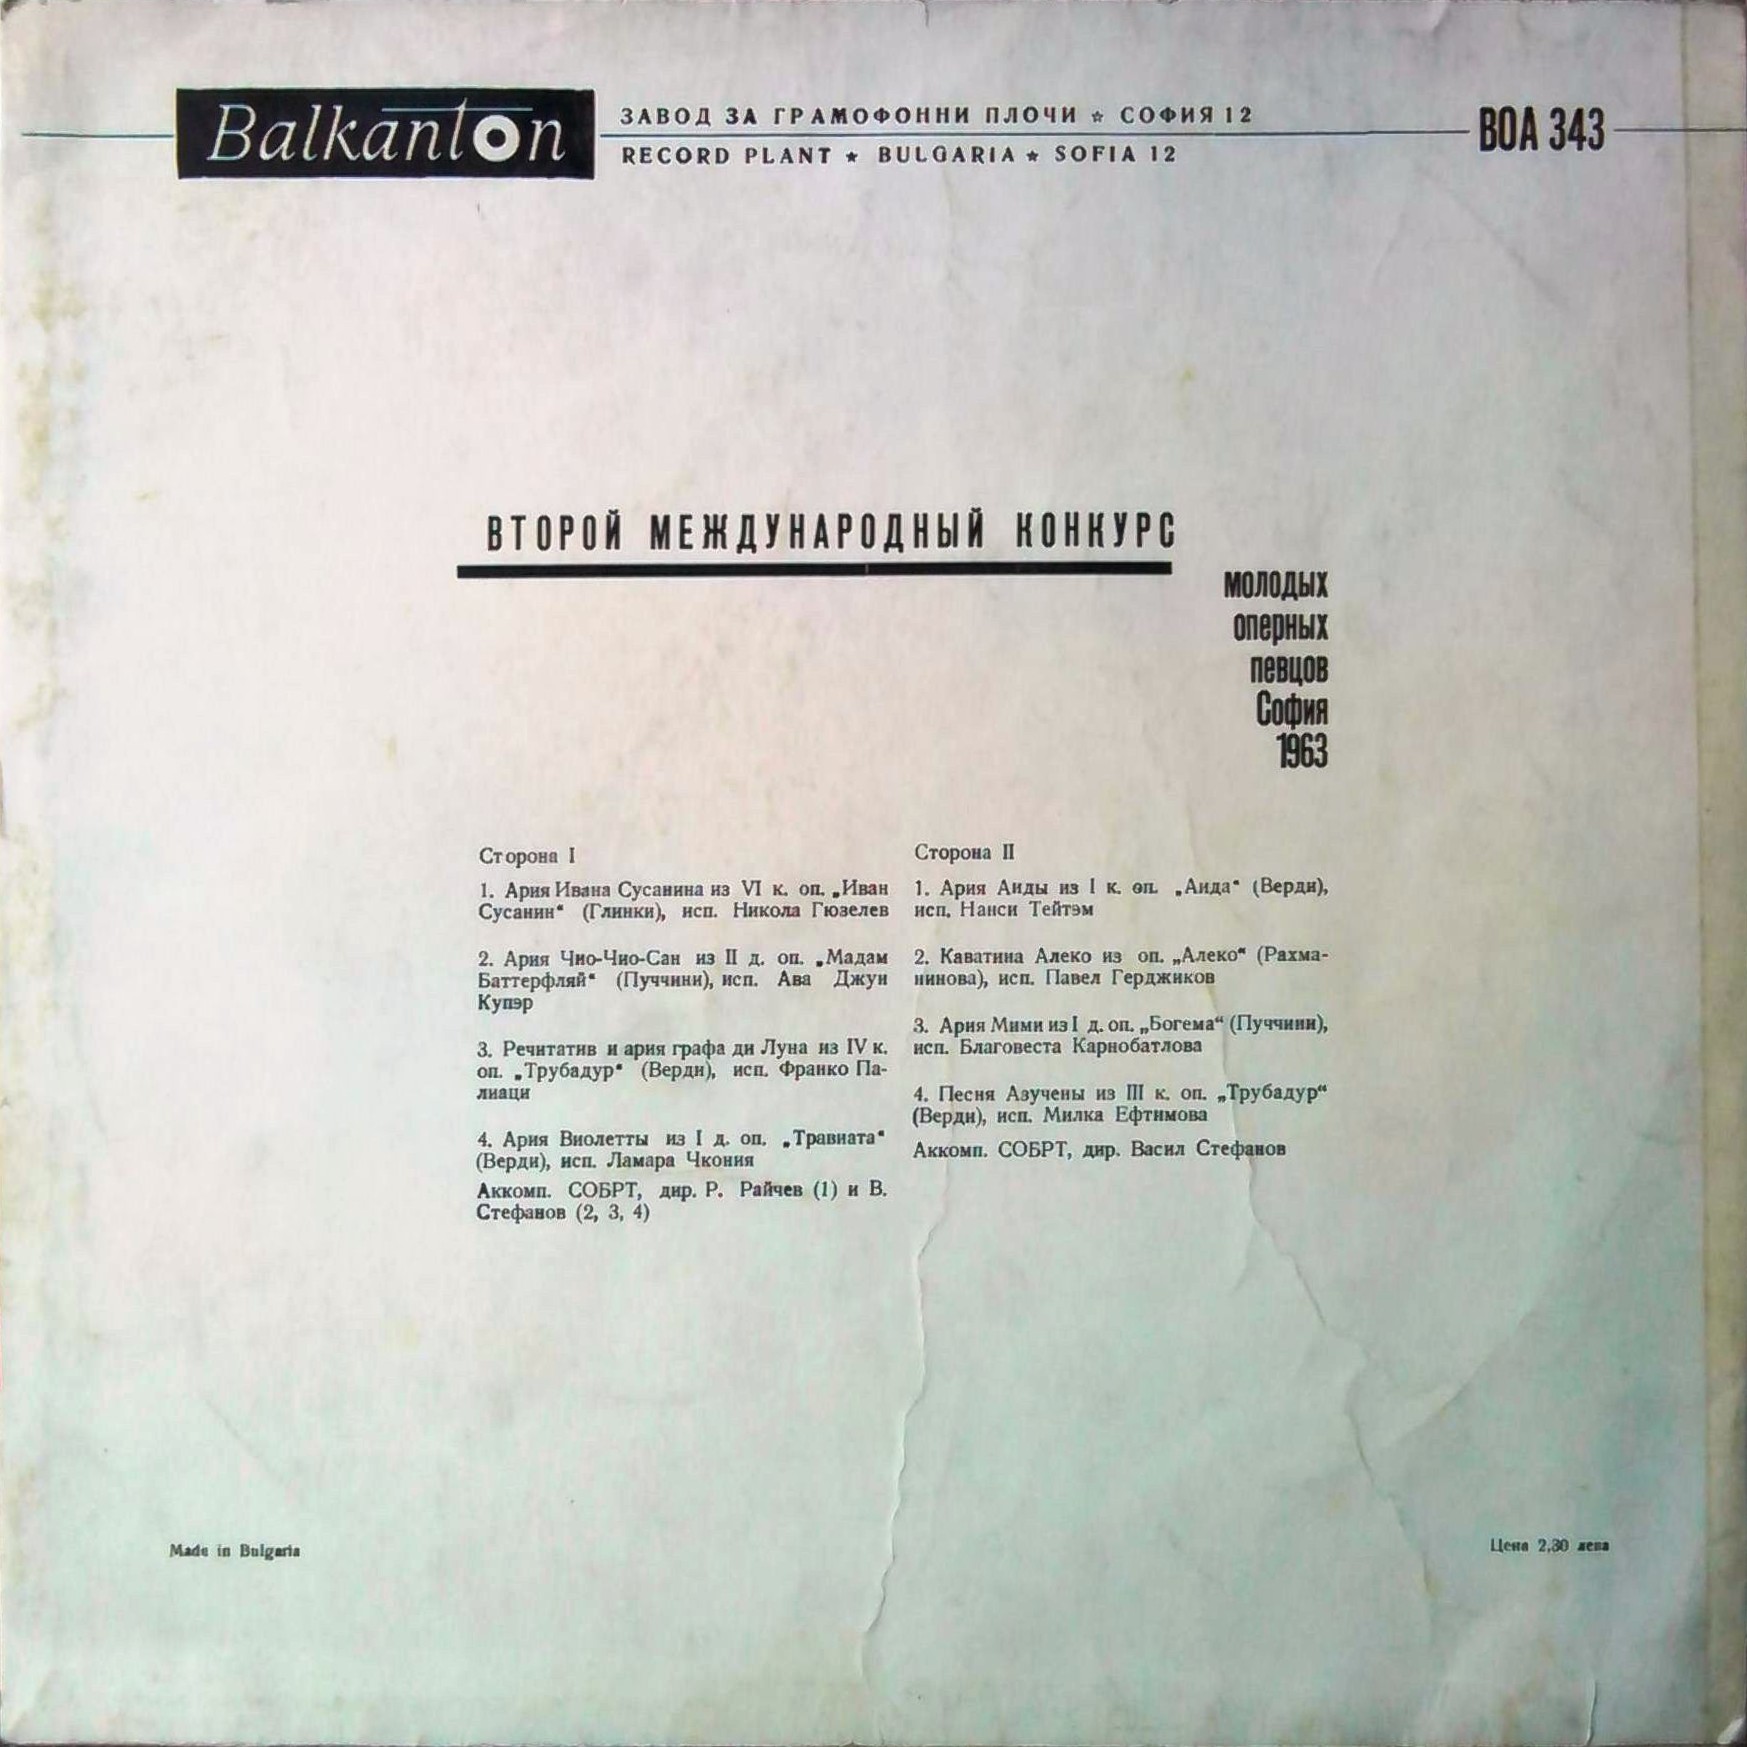 Balkanton
ЗАВОД ЗА ГРАМОФОННИ ПЛОЧИ ☆ СОФИЯ 12
RECORD PLANT ★ BULGARIA ★ SOFIA 12
ВОА 343
ВТОРОЙ МЕЖДУНАРОДНЫЙ КОНКУРС
молодых
оперных
певцов
София
1963
Сторона I
1. Ария Ивана Сусанина из VI к. оп. „Иван
Сусанин“ (Глинки), исп. Никола Гюзелев
2. Ария Чио-Чио-Сан из II д. оп. „Мадам
Баттерфляй“ (Пуччини), исп. Ава Джун
Купэр
3. Речитатив и ария графа ди Луна из IV к.
оп. „Трубадур“ (Верди), исп. Франко Па-
лиаци
4. Ария Виолетты из I д. оп. „Травиата“
(Верди), исп. Ламара Чкония
Аккомп. СОБРТ, дир. Р. Райчев (1) и В.
Стефанов (2, 3, 4)
Сторона II
1. Ария Аиды из I к. оп. „Аида“ (Верди),
исп. Нанси Тейтэм
2. Каватина Алеко из оп. „Алеко“ (Рахма-
нинова), исп. Павел Герджиков
3. Ария Мими из I д. оп. „Богема“ (Пуччини),
исп. Благовеста Карнобатлова
4. Песня Азучены из III к. оп. „Трубадур“
(Верди), исп. Милка Ефтимова
Аккомп. СОБРТ, дир. Васил Стефанов
Made in Bulgaria
Цена 2,30 лева